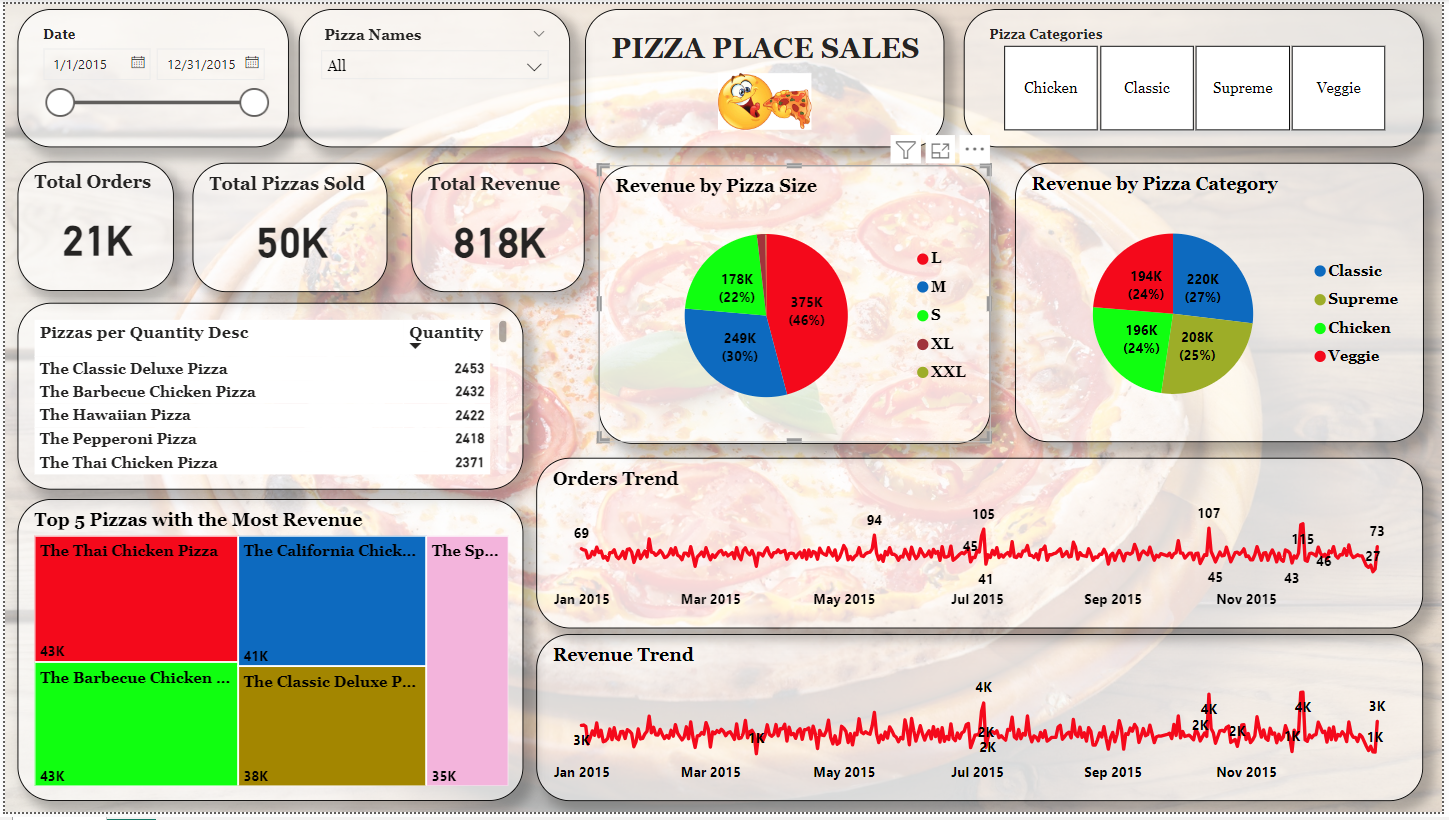 Date
1/1/2015
12/31/2015
Pizza Names
All
PIZZA PLACE SALES
Pizza Categories
Chicken
Classic
Supreme
Veggie
Total Orders
21K
Total Pizzas Sold
50K
Total Revenue
818K
Revenue by Pizza Size
178K
(22%)
375K
(46%)
249K
(30%)
L
M
S
XL
XXL
Revenue by Pizza Category
194K
(24%)
220K
(27%)
196K
(24%)
208K
(25%)
Classic
Supreme
Chicken
Veggie
Pizzas per Quantity Desc Quantity
The Classic Deluxe Pizza 2453
The Barbecue Chicken Pizza 2432
The Hawaiian Pizza 2422
The Pepperoni Pizza 2418
The Thai Chicken Pizza 2371
Top 5 Pizzas with the Most Revenue
The Thai Chicken Pizza
43K
The California Chick...
41K
The Sp...
35K
The Barbecue Chicken ...
43K
The Classic Deluxe P...
38K
Orders Trend
69
94
45
105
41
107
45
43
115
46
27
73
Jan 2015 Mar 2015 May 2015 Jul 2015 Sep 2015 Nov 2015
Revenue Trend
3K
1K
4K
2K
2K
2K
4K
2K
1K
4K
1K
3K
Jan 2015 Mar 2015 May 2015 Jul 2015 Sep 2015 Nov 2015